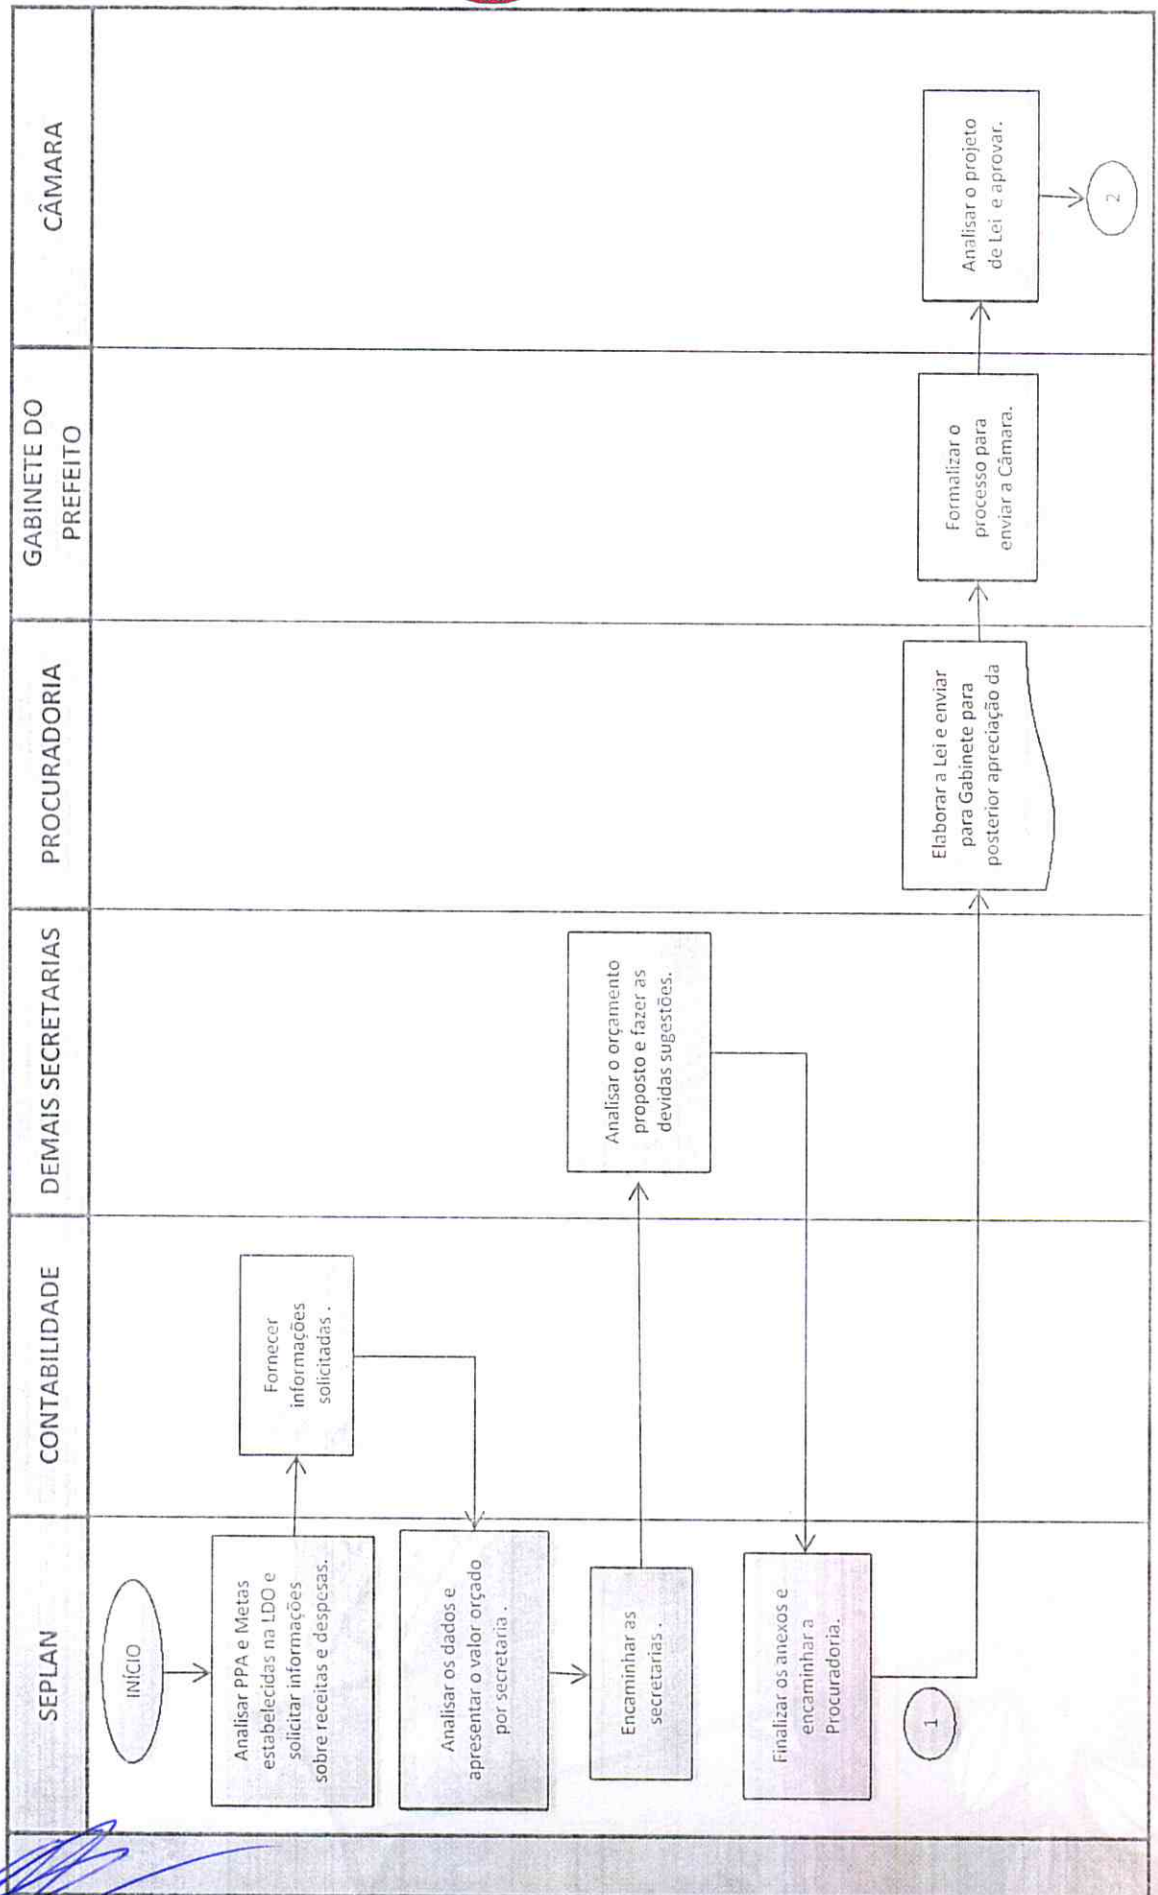 SEPLAN
CONTABILIDADE
DEMAIS SECRETARIAS
PROCURADORIA
GABINETE DO
PREFEITO
CÂMARA
INÍCIO
Analisar PPA e Metas
estabelecidas na LDO e
solicitar informações
sobre receitas e despesas.
Fornecer
informações
solicitadas .
Analisar os dados e
apresentar o valor orçado
por secretaria .
Encaminhar as
secretarias .
Analisar o orçamento
proposto e fazer as
devidas sugestões.
Finalizar os anexos e
encaminhar a
Procuradoria.
1
Elaborar a Lei e enviar
para Gabinete para
posterior apreciação da
Formalizar o
processo para
enviar a Câmara.
Analisar o projeto
de Lei e aprovar.
2